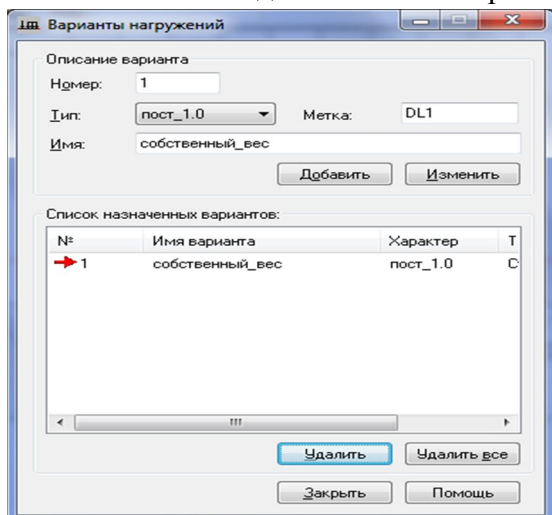 Варианты нагружений
Описание варианта
Номер: 1
Тип: пост_1.0 Метка: DL1
Имя: собственный_вес
Добавить Изменить
Список назначенных вариантов:
№ Имя варианта Характер Т
1 собственный_вес пост_1.0 С
Удалить Удалить все
Закрыть Помощь